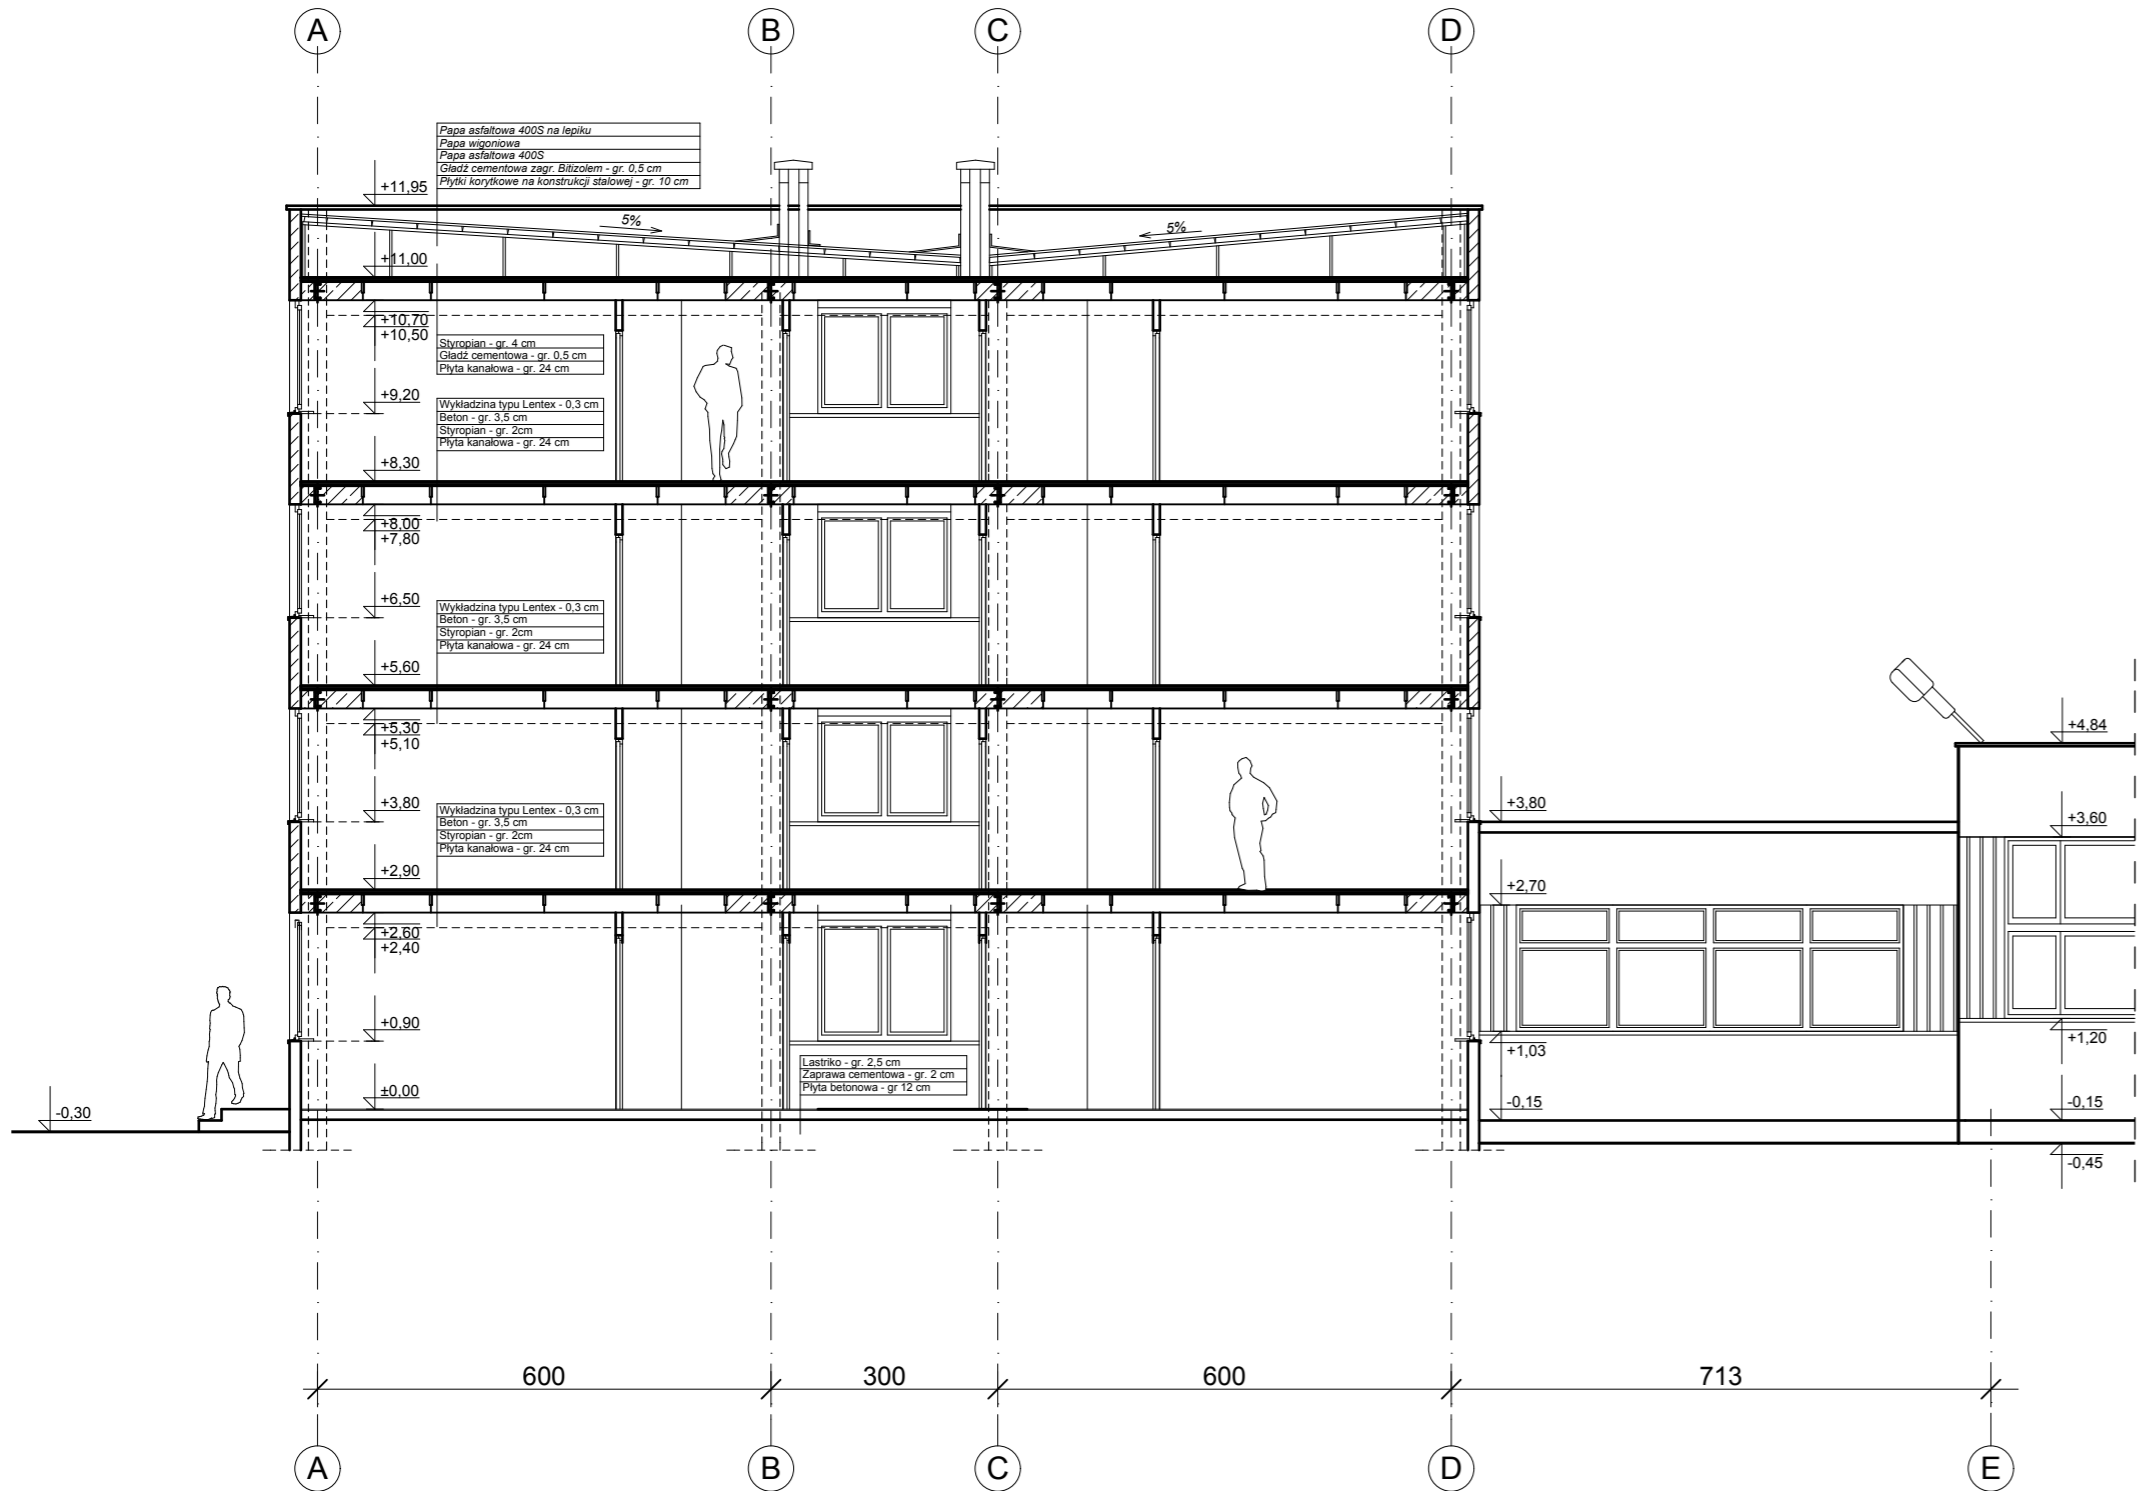 A B C D
Papa asfaltowa 400S na lepiku
Papa wigoniowa
Papa asfaltowa 400S
Gładź cementowa zagr. Bitizolem - gr. 0,5 cm
Płytki korytkowe na konstrukcji stalowej - gr. 10 cm
+11,95
5% 5%
+11,00
+10,70
+10,50
Styropian - gr. 4 cm
Gładź cementowa - gr. 0,5 cm
Płyta kanałowa - gr. 24 cm
+9,20
Wykładzina typu Lentex - 0,3 cm
Beton - gr. 3,5 cm
Styropian - gr. 2cm
Płyta kanałowa - gr. 24 cm
+8,30
+8,00
+7,80
+6,50
Wykładzina typu Lentex - 0,3 cm
Beton - gr. 3,5 cm
Styropian - gr. 2cm
Płyta kanałowa - gr. 24 cm
+5,60
+5,30
+5,10
+3,80
Wykładzina typu Lentex - 0,3 cm
Beton - gr. 3,5 cm
Styropian - gr. 2cm
Płyta kanałowa - gr. 24 cm
+2,90
+2,60
+2,40
+0,90
±0,00
-0,30
Lastriko - gr. 2,5 cm
Zaprawa cementowa - gr. 2 cm
Płyta betonowa - gr 12 cm
+4,84
+3,80
+3,60
+2,70
+1,03
+1,20
-0,15
-0,15
-0,45
600 300 600 713
A B C D E